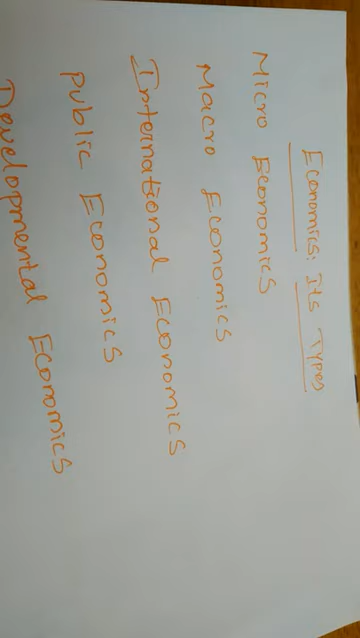 Economics: Its Types
Micro Economics
Macro Economics
International Economics
Public Economics
Developmental Economics